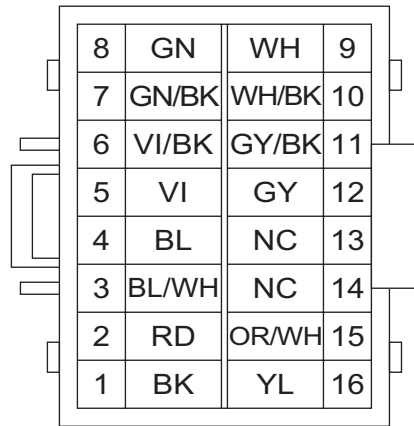 8 GN WH 9
7 GN/BK WH/BK 10
6 VI/BK GY/BK 11
5 VI GY 12
4 BL NC 13
3 BL/WH NC 14
2 RD OR/WH 15
1 BK YL 16